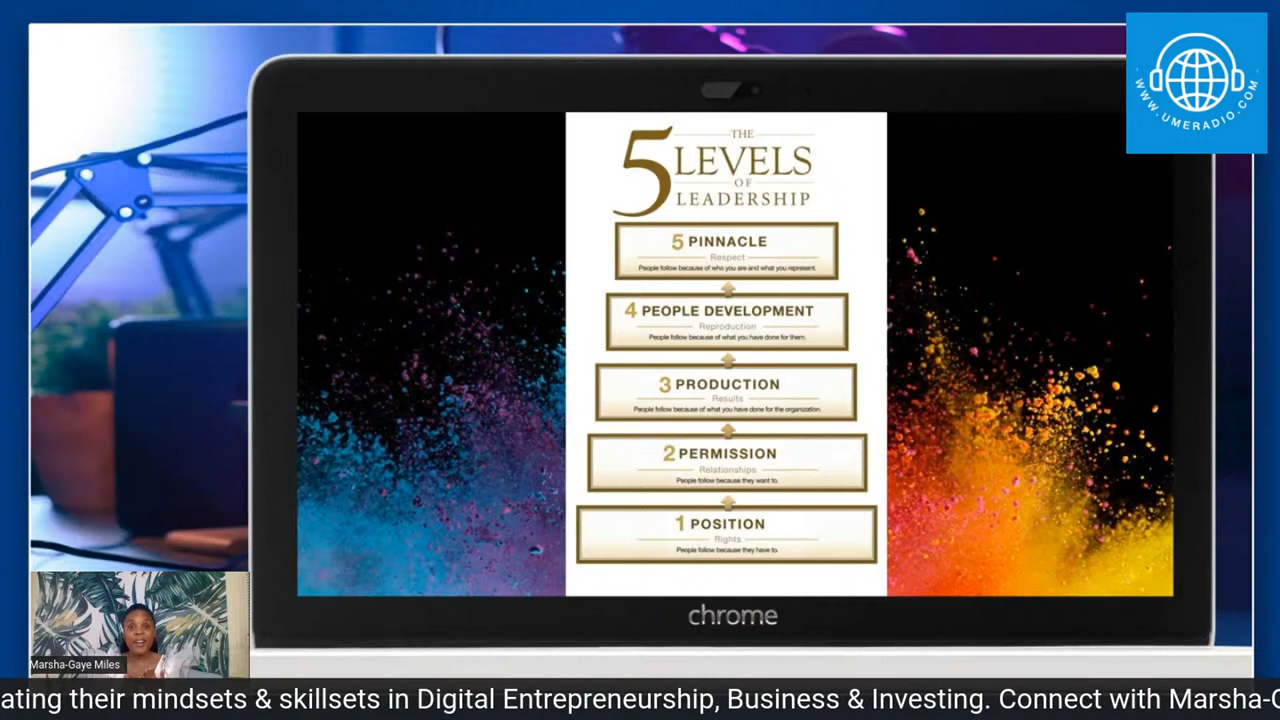 THE
5 LEVELS
OF
LEADERSHIP
5 PINNACLE
Respect
People follow because of who you are and what you represent.
4 PEOPLE DEVELOPMENT
Reproduction
People follow because of what you have done for them.
3 PRODUCTION
Results
People follow because of what you have done for the organization.
2 PERMISSION
Relationships
People follow because they want to.
1 POSITION
Rights
People follow because they have to.
chrome
WWW.UMERADIO.COM
Marsha-Gaye Miles
ating their mindsets & skillsets in Digital Entrepreneurship, Business & Investing. Connect with Marsha-G